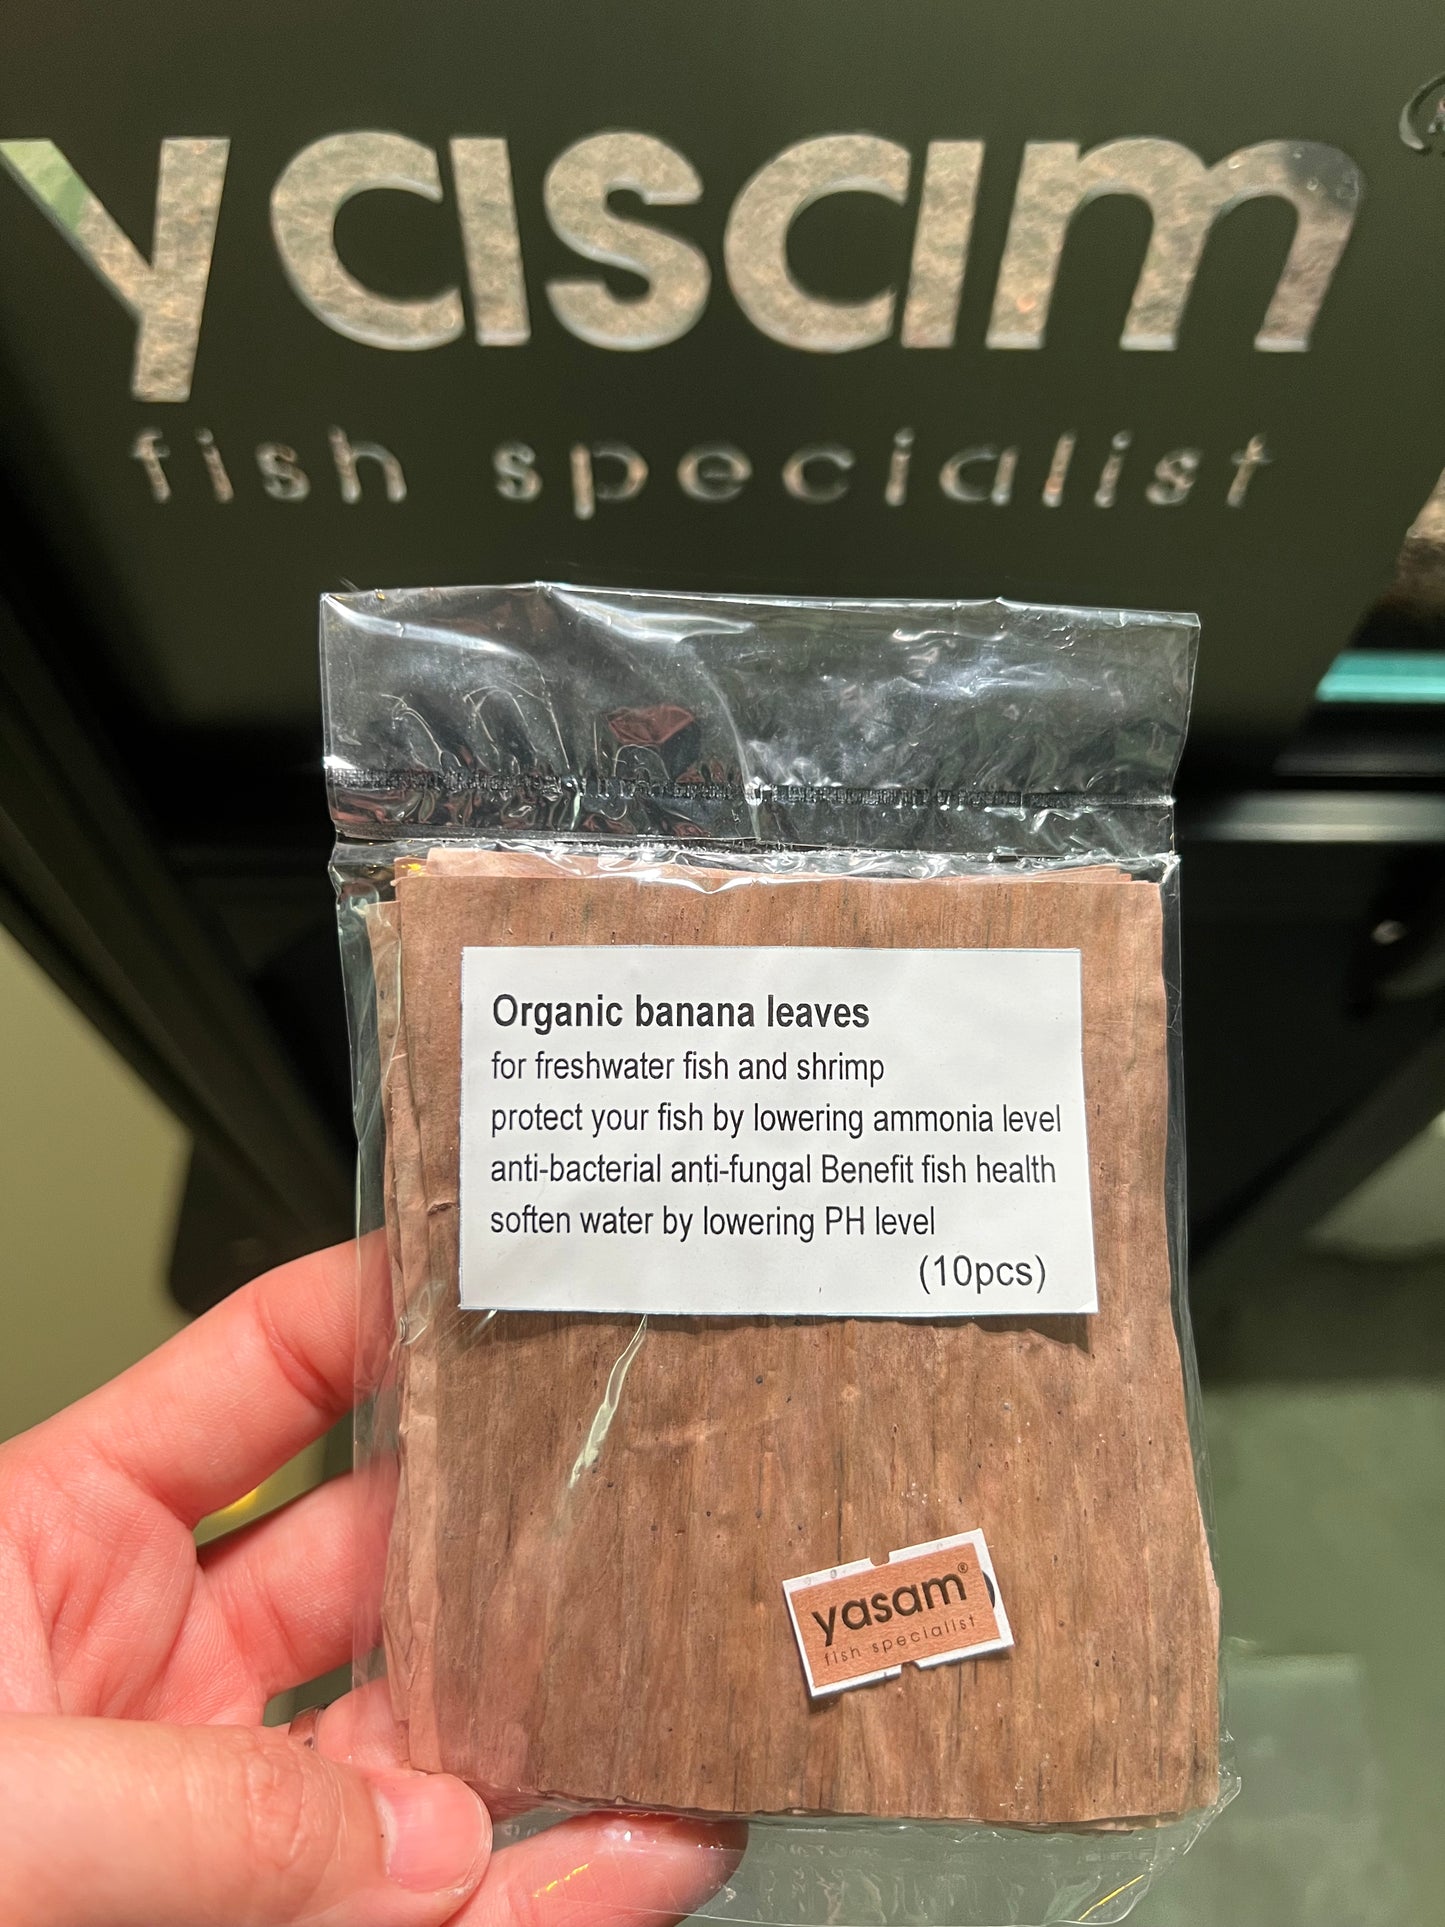 yasam
fish specialist
Organic banana leaves
for freshwater fish and shrimp
protect your fish by lowering ammonia level
anti-bacterial anti-fungal Benefit fish health
soften water by lowering PH level
(10pcs)
yasam®
fish specialist